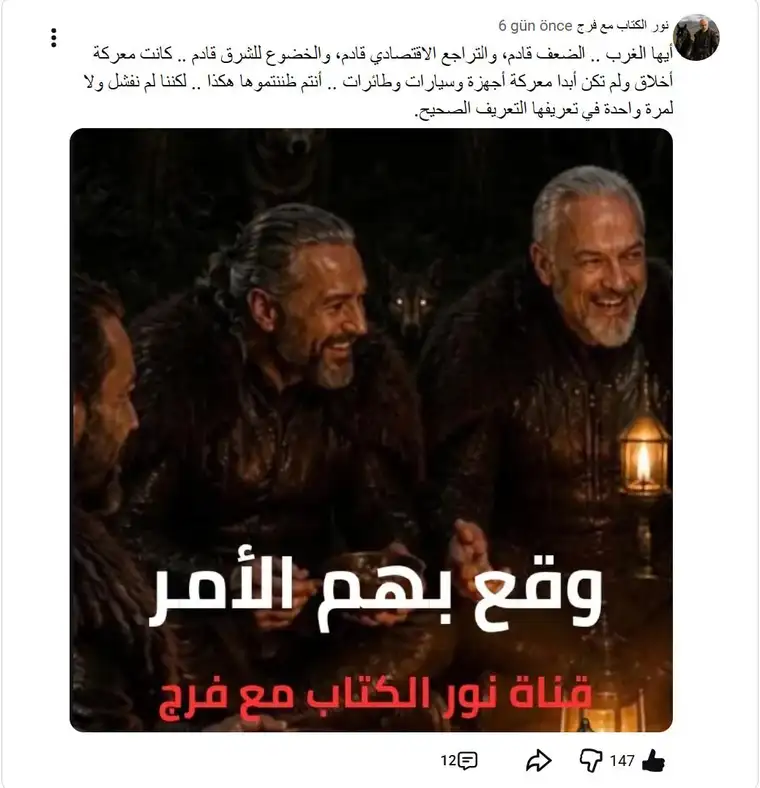 نور الكتاب مع فرج 6 gün önce
أيها الغرب .. الضعف قادم، والتراجع الاقتصادي قادم، والخضوع للشرق قادم .. كانت معركة
أخلاق ولم تكن أبدا معركة أجهزة وسيارات وطائرات .. أنتم ظننتموها هكذا .. لكننا لم نفشل ولا
لمرة واحدة في تعريفها التعريف الصحيح.
وقع بهم الأمر
قناة نور الكتاب مع فرج
147
12